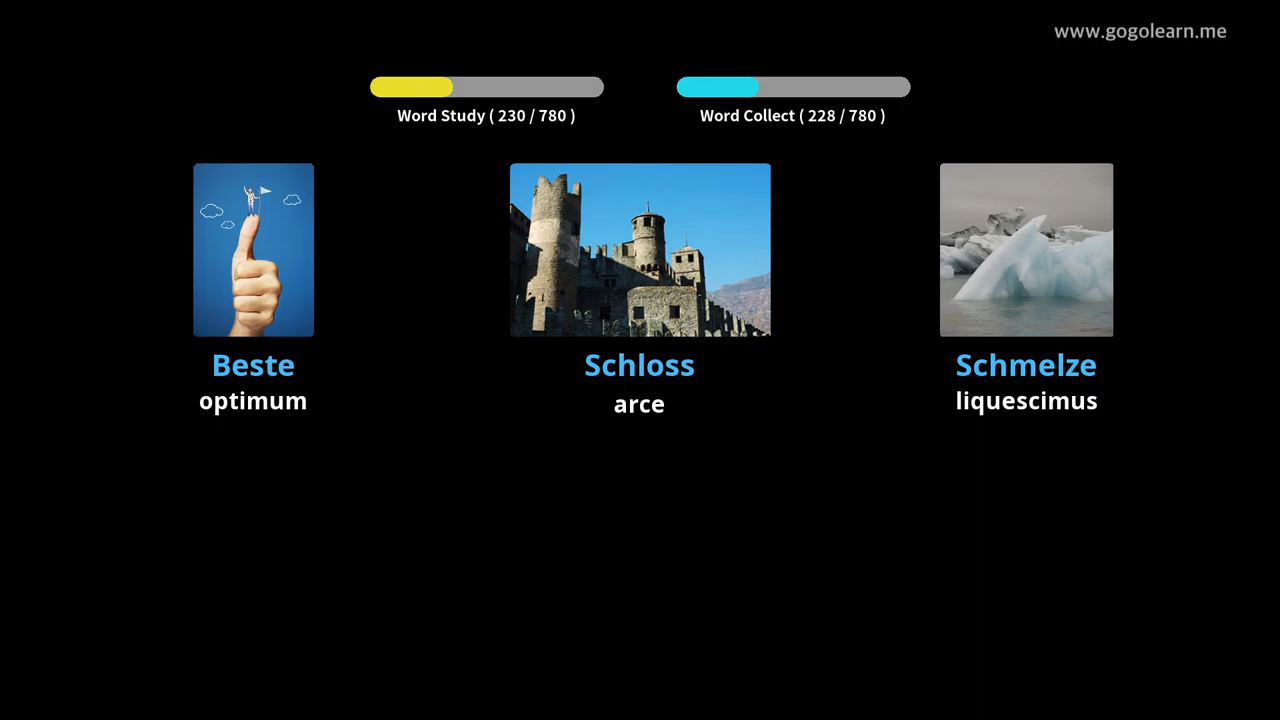 www.gogolearn.me
Word Study ( 230 / 780 )
Word Collect ( 228 / 780 )
Beste
optimum
Schloss
arce
Schmelze
liquescimus